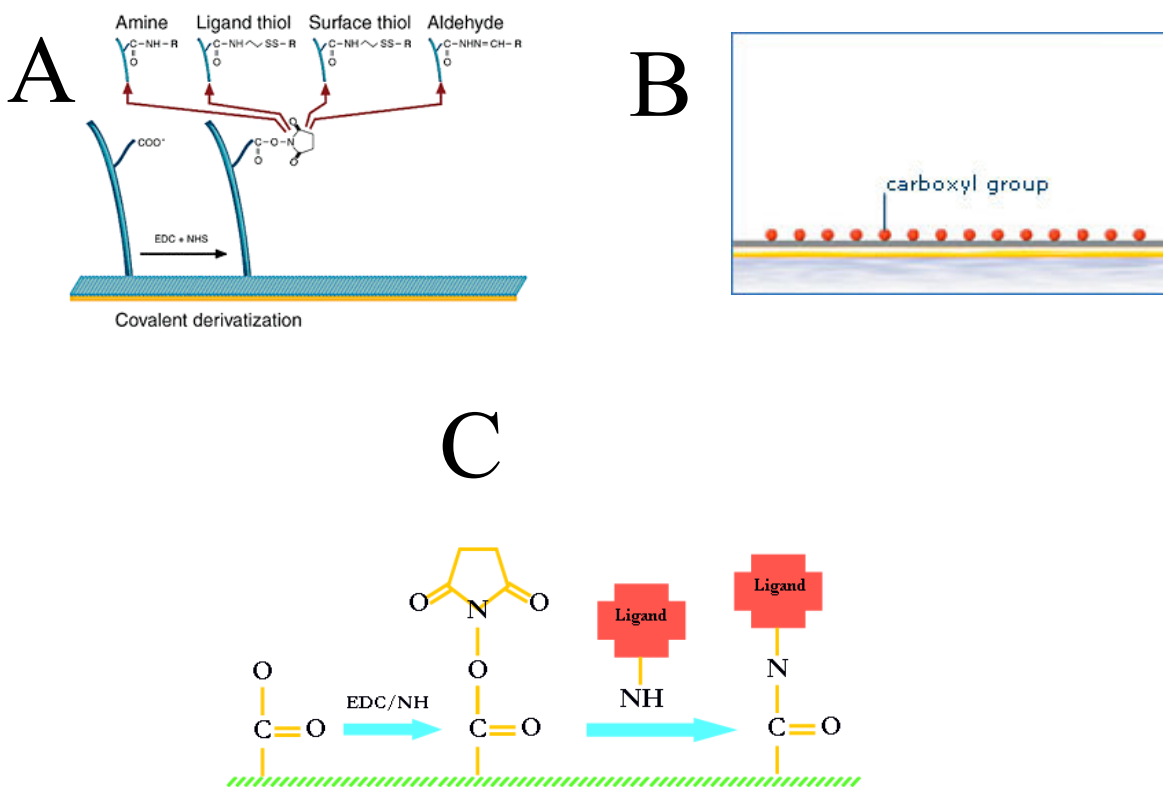 A
Amine Ligand thiol Surface thiol Aldehyde
C–NH–R C–NH SS–R C–NH SS–R C–NHN=CH–R
O O O O
COO⁻
C–O–N
O
O
O
EDC + NHS
Covalent derivatization
B
carboxyl group
C
O N O
Ligand
Ligand
O
O
N
EDC/NH
NH
C=O
C=O
C=O